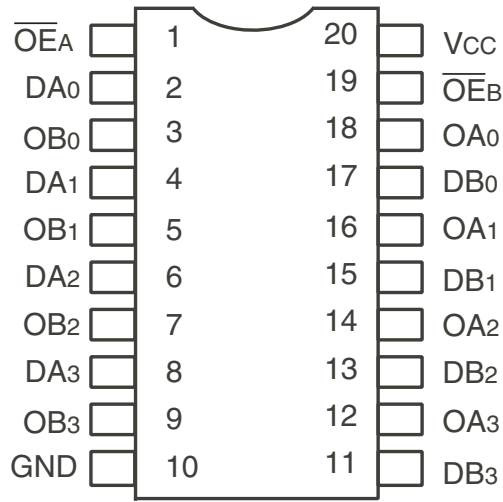 OEA 1 20 VCC
DA0 2 19 OEB
OB0 3 18 OA0
DA1 4 17 DB0
OB1 5 16 OA1
DA2 6 15 DB1
OB2 7 14 OA2
DA3 8 13 DB2
OB3 9 12 OA3
GND 10 11 DB3